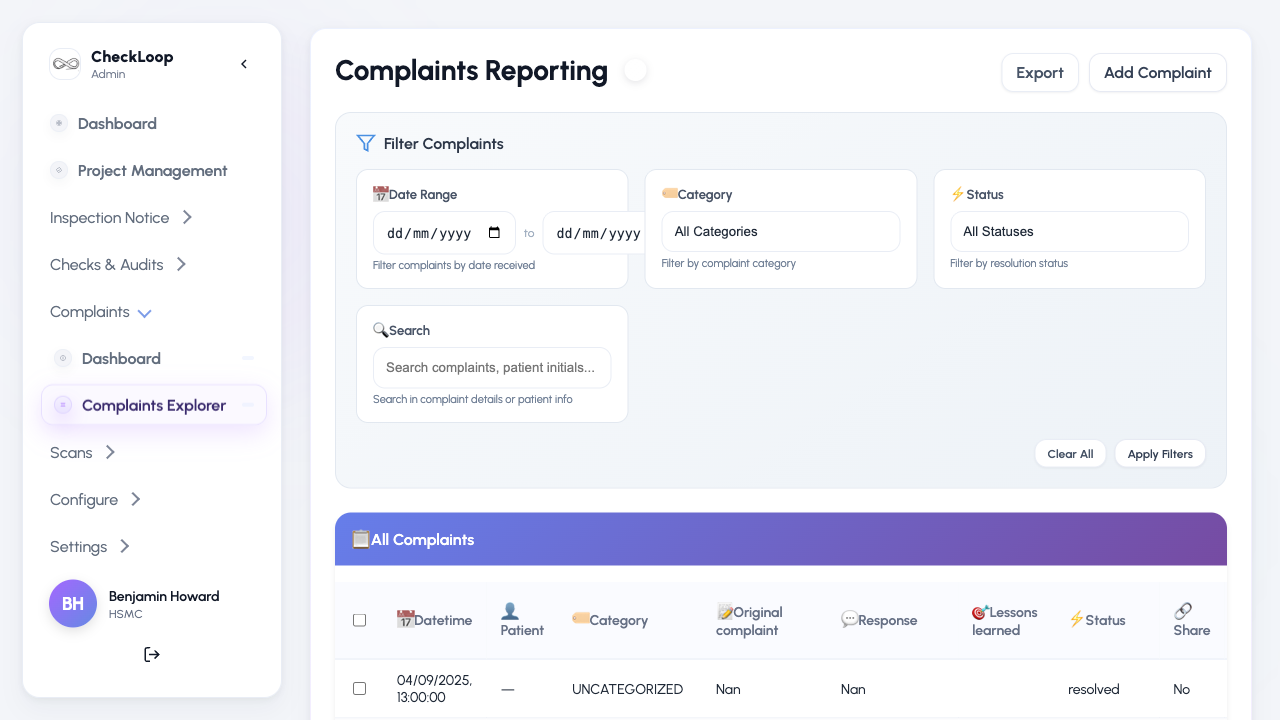 CheckLoop
Admin
Dashboard
Project Management
Inspection Notice
Checks & Audits
Complaints
Dashboard
Complaints Explorer
Scans
Configure
Settings
BH
Benjamin Howard
HSMC
Complaints Reporting
Export
Add Complaint
Filter Complaints
Date Range
dd/mm/yyyy to dd/mm/yyyy
Filter complaints by date received
Category
All Categories
Filter by complaint category
Status
All Statuses
Filter by resolution status
Search
Search complaints, patient initials...
Search in complaint details or patient info
Clear All
Apply Filters
All Complaints
Datetime
Patient
Category
Original
complaint
Response
Lessons
learned
Status
Share
04/09/2025,
13:00:00
—
UNCATEGORIZED
Nan
Nan
resolved
No